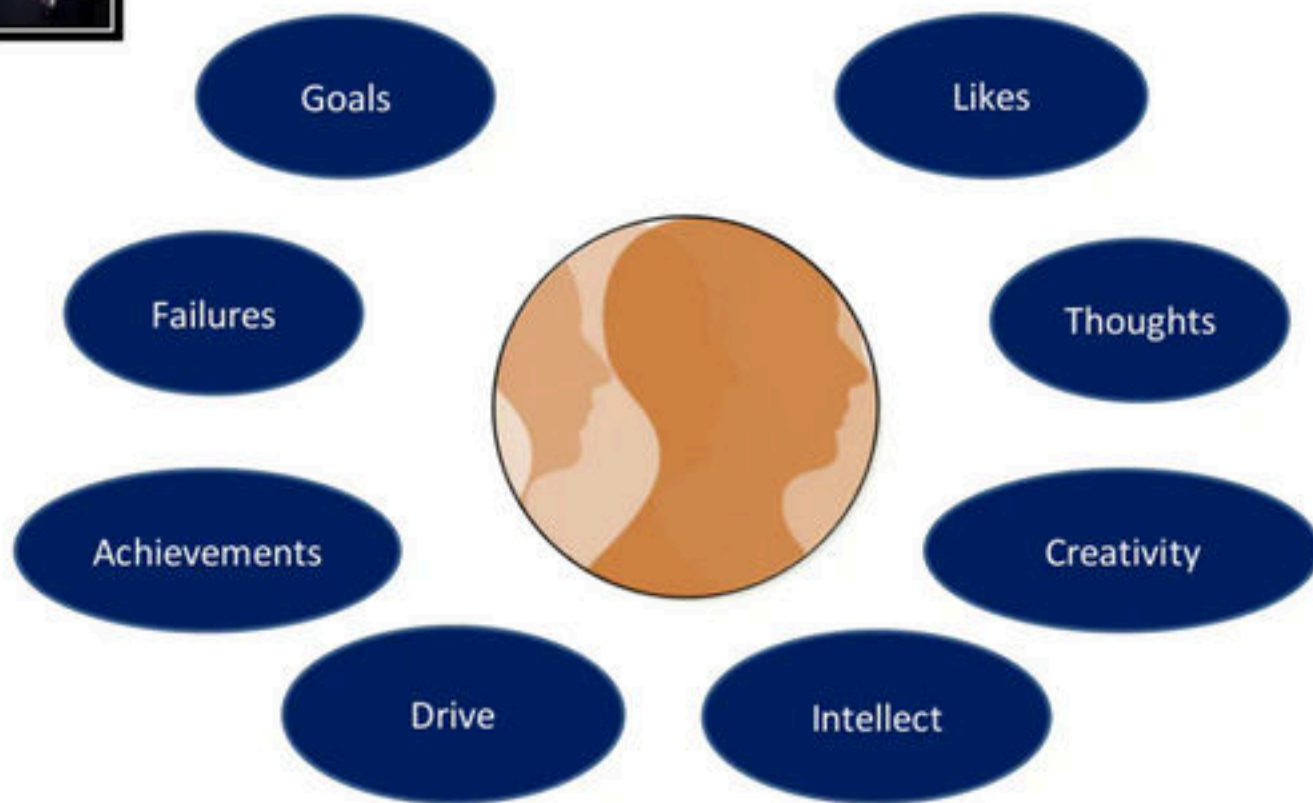 Goals
Likes
Failures
Thoughts
Achievements
Creativity
Drive
Intellect